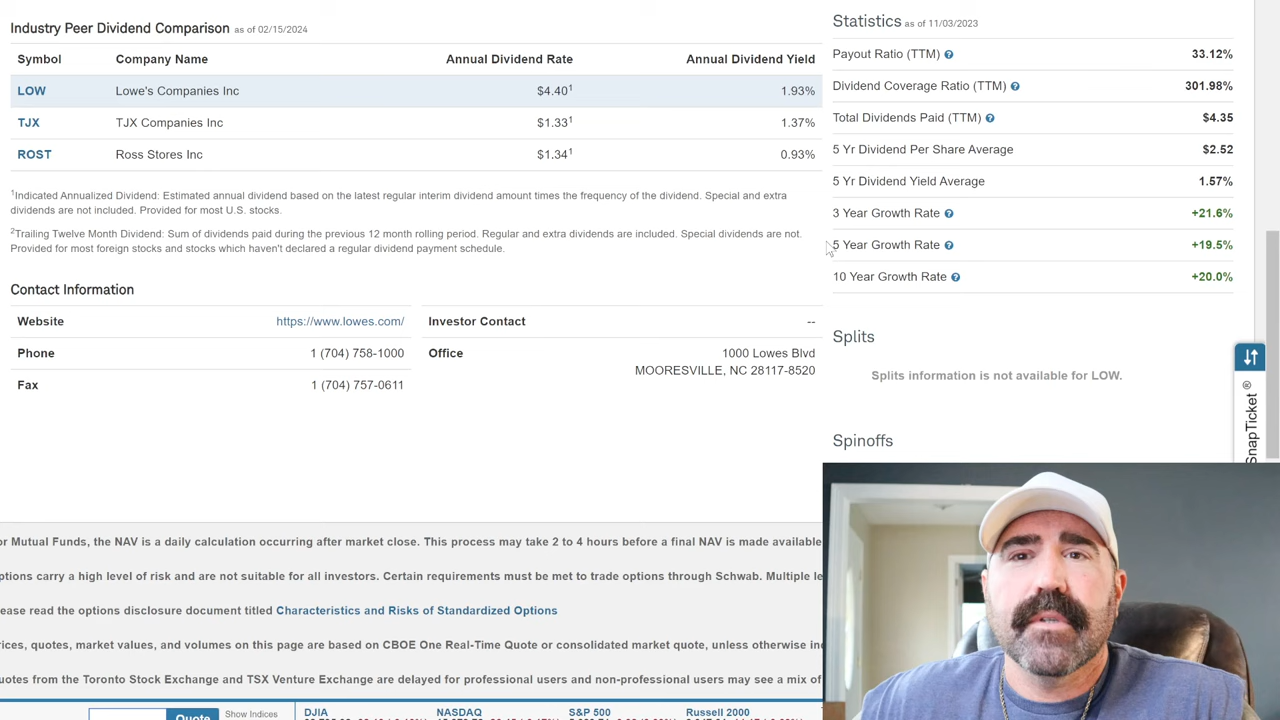 Industry Peer Dividend Comparison as of 02/15/2024
Symbol Company Name Annual Dividend Rate Annual Dividend Yield
LOW Lowe's Companies Inc $4.40¹ 1.93%
TJX TJX Companies Inc $1.33¹ 1.37%
ROST Ross Stores Inc $1.34¹ 0.93%
¹Indicated Annualized Dividend: Estimated annual dividend based on the latest regular interim dividend amount times the frequency of the dividend. Special and extra
dividends are not included. Provided for most U.S. stocks.
²Trailing Twelve Month Dividend: Sum of dividends paid during the previous 12 month rolling period. Regular and extra dividends are included. Special dividends are not.
Provided for most foreign stocks and stocks which haven't declared a regular dividend payment schedule.
Contact Information
Website https://www.lowes.com/
Phone 1 (704) 758-1000
Fax 1 (704) 757-0611
Investor Contact --
Office 1000 Lowes Blvd
MOORESVILLE, NC 28117-8520
Statistics as of 11/03/2023
Payout Ratio (TTM) ? 33.12%
Dividend Coverage Ratio (TTM) ? 301.98%
Total Dividends Paid (TTM) ? $4.35
5 Yr Dividend Per Share Average $2.52
5 Yr Dividend Yield Average 1.57%
3 Year Growth Rate ? +21.6%
5 Year Growth Rate ? +19.5%
10 Year Growth Rate ? +20.0%
Splits
Splits information is not available for LOW.
Spinoffs
SnapTicket ®
or Mutual Funds, the NAV is a daily calculation occurring after market close. This process may take 2 to 4 hours before a final NAV is made available
ptions carry a high level of risk and are not suitable for all investors. Certain requirements must be met to trade options through Schwab. Multiple le
ease read the options disclosure document titled Characteristics and Risks of Standardized Options
rices, quotes, market values, and volumes on this page are based on CBOE One Real-Time Quote or consolidated market quote, unless otherwise in
uotes from the Toronto Stock Exchange and TSX Venture Exchange are delayed for professional users and non-professional users may see a mix of
Quote Show Indices DJIA NASDAQ S&P 500 Russell 2000